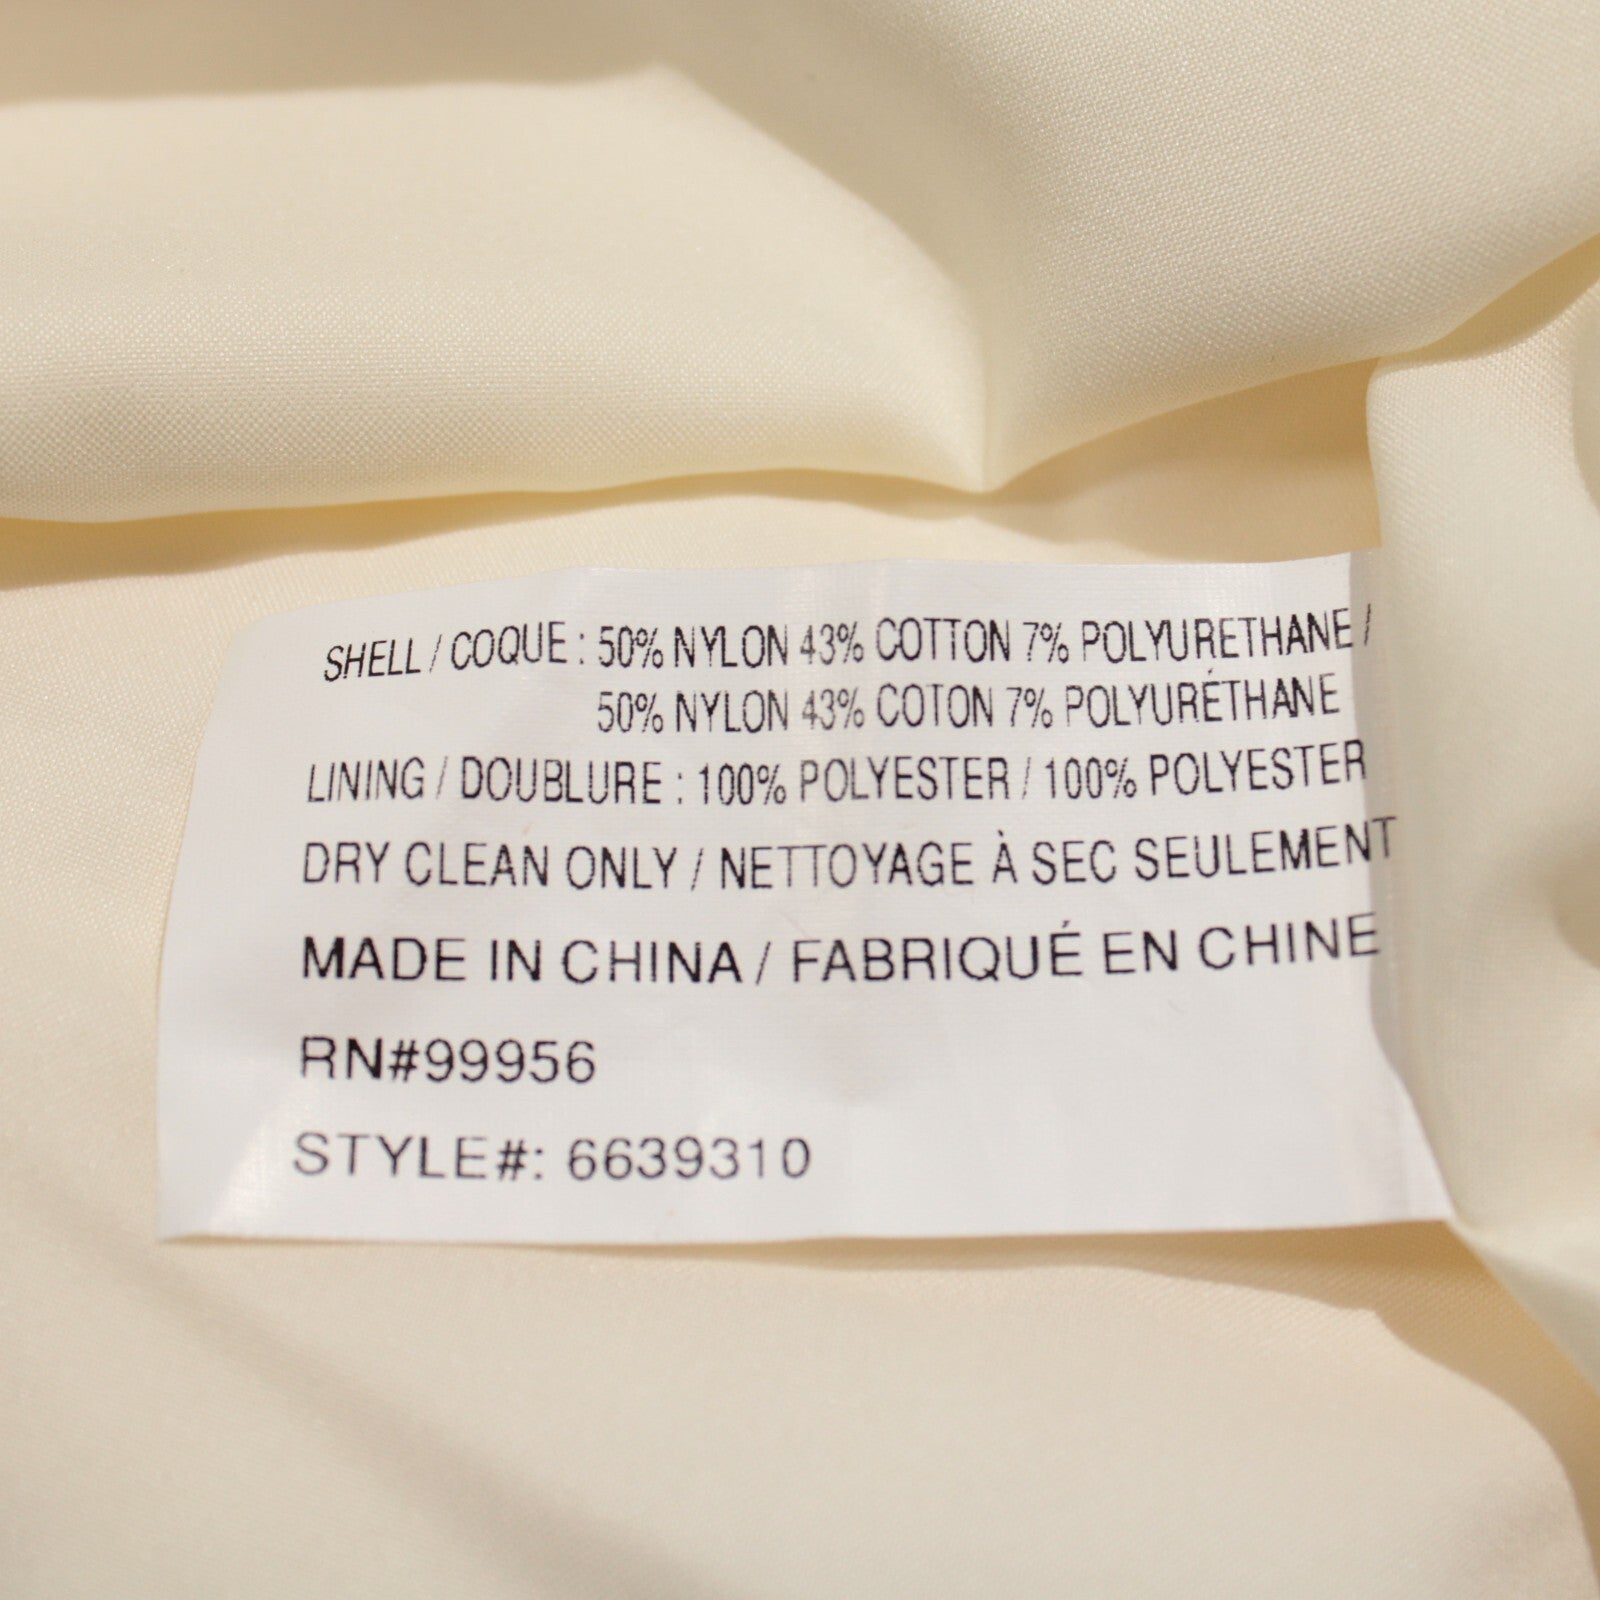 SHELL / COQUE : 50% NYLON 43% COTTON 7% POLYURETHANE /
50% NYLON 43% COTON 7% POLYURÉTHANE
LINING / DOUBLURE : 100% POLYESTER / 100% POLYESTER
DRY CLEAN ONLY / NETTOYAGE À SEC SEULEMENT
MADE IN CHINA / FABRIQUÉ EN CHINE
RN#99956
STYLE#: 6639310